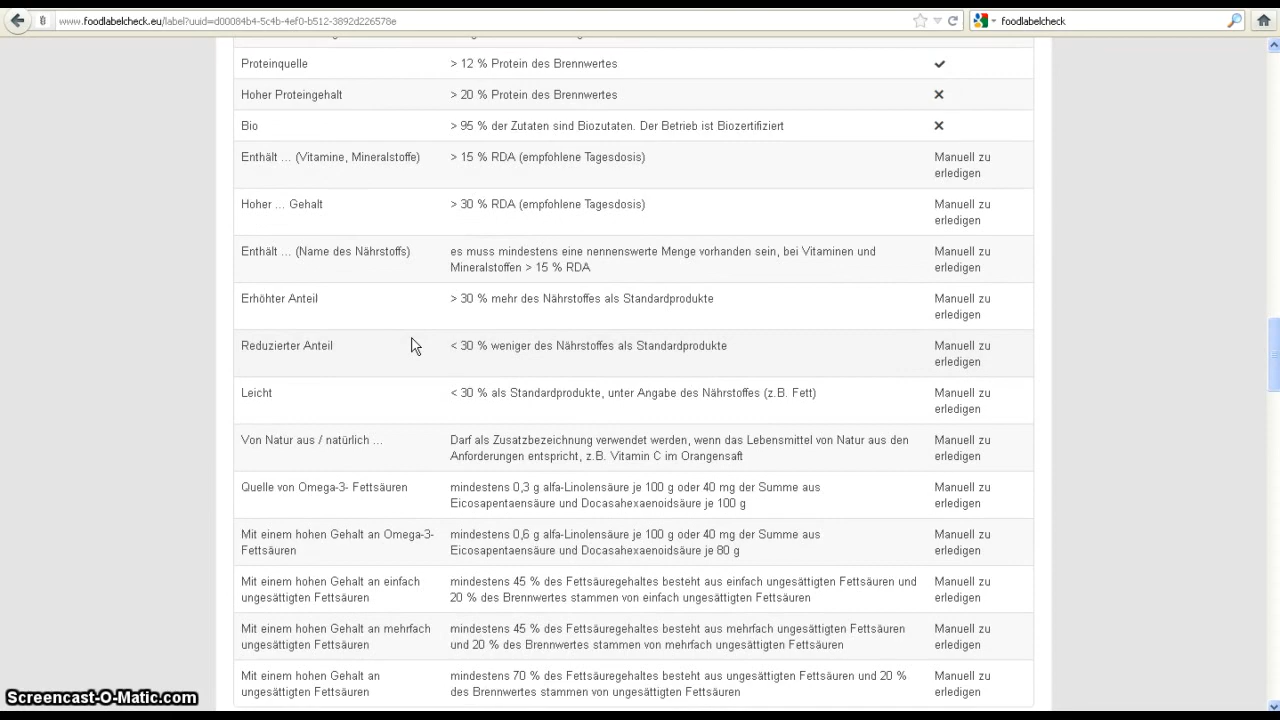 www.foodlabelcheck.eu/label?uuid=d00084b4-5c4b-4ef0-b512-3892d226578e
foodlabelcheck
Proteinquelle > 12 % Protein des Brennwertes
Hoher Proteingehalt > 20 % Protein des Brennwertes
Bio > 95 % der Zutaten sind Biozutaten. Der Betrieb ist Biozertifiziert
Enthält ... (Vitamine, Mineralstoffe) > 15 % RDA (empfohlene Tagesdosis) Manuell zu
erledigen
Hoher ... Gehalt > 30 % RDA (empfohlene Tagesdosis) Manuell zu
erledigen
Enthält ... (Name des Nährstoffs) es muss mindestens eine nennenswerte Menge vorhanden sein, bei Vitaminen und Manuell zu
Mineralstoffen > 15 % RDA erledigen
Erhöhter Anteil > 30 % mehr des Nährstoffes als Standardprodukte Manuell zu
erledigen
Reduzierter Anteil < 30 % weniger des Nährstoffes als Standardprodukte Manuell zu
erledigen
Leicht < 30 % als Standardprodukte, unter Angabe des Nährstoffes (z.B. Fett) Manuell zu
erledigen
Von Natur aus / natürlich ... Darf als Zusatzbezeichnung verwendet werden, wenn das Lebensmittel von Natur aus den Manuell zu
Anforderungen entspricht, z.B. Vitamin C im Orangensaft erledigen
Quelle von Omega-3- Fettsäuren mindestens 0,3 g alfa-Linolensäure je 100 g oder 40 mg der Summe aus Manuell zu
Eicosapentaensäure und Docasahexaenoidsäure je 100 g erledigen
Mit einem hohen Gehalt an Omega-3- mindestens 0,6 g alfa-Linolensäure je 100 g oder 40 mg der Summe aus Manuell zu
Fettsäuren Eicosapentaensäure und Docasahexaenoidsäure je 80 g erledigen
Mit einem hohen Gehalt an einfach mindestens 45 % des Fettsäuregehaltes besteht aus einfach ungesättigten Fettsäuren und Manuell zu
ungesättigten Fettsäuren 20 % des Brennwertes stammen von einfach ungesättigten Fettsäuren erledigen
Mit einem hohen Gehalt an mehrfach mindestens 45 % des Fettsäuregehaltes besteht aus mehrfach ungesättigten Fettsäuren Manuell zu
ungesättigten Fettsäuren und 20 % des Brennwertes stammen von mehrfach ungesättigten Fettsäuren erledigen
Mit einem hohen Gehalt an mindestens 70 % des Fettsäuregehaltes besteht aus ungesättigten Fettsäuren und 20 % Manuell zu
ungesättigten Fettsäuren des Brennwertes stammen von ungesättigten Fettsäuren erledigen
Screencast-O-Matic.com